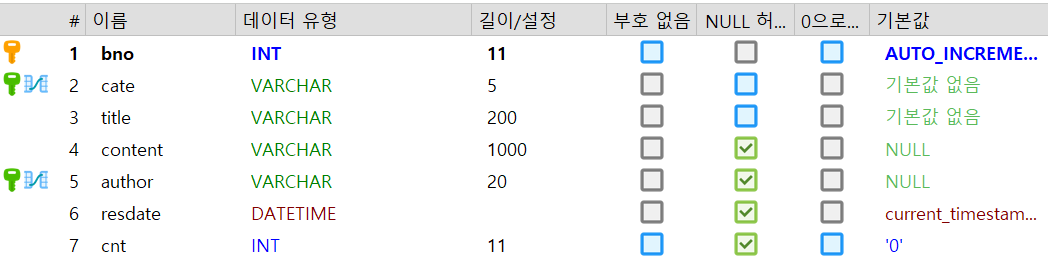 # 이름 데이터 유형 길이/설정 부호 없음 NULL 허... 0으로... 기본값
1 bno INT 11 AUTO_INCREME...
2 cate VARCHAR 5 기본값 없음
3 title VARCHAR 200 기본값 없음
4 content VARCHAR 1000 NULL
5 author VARCHAR 20 NULL
6 resdate DATETIME current_timestam...
7 cnt INT 11 '0'